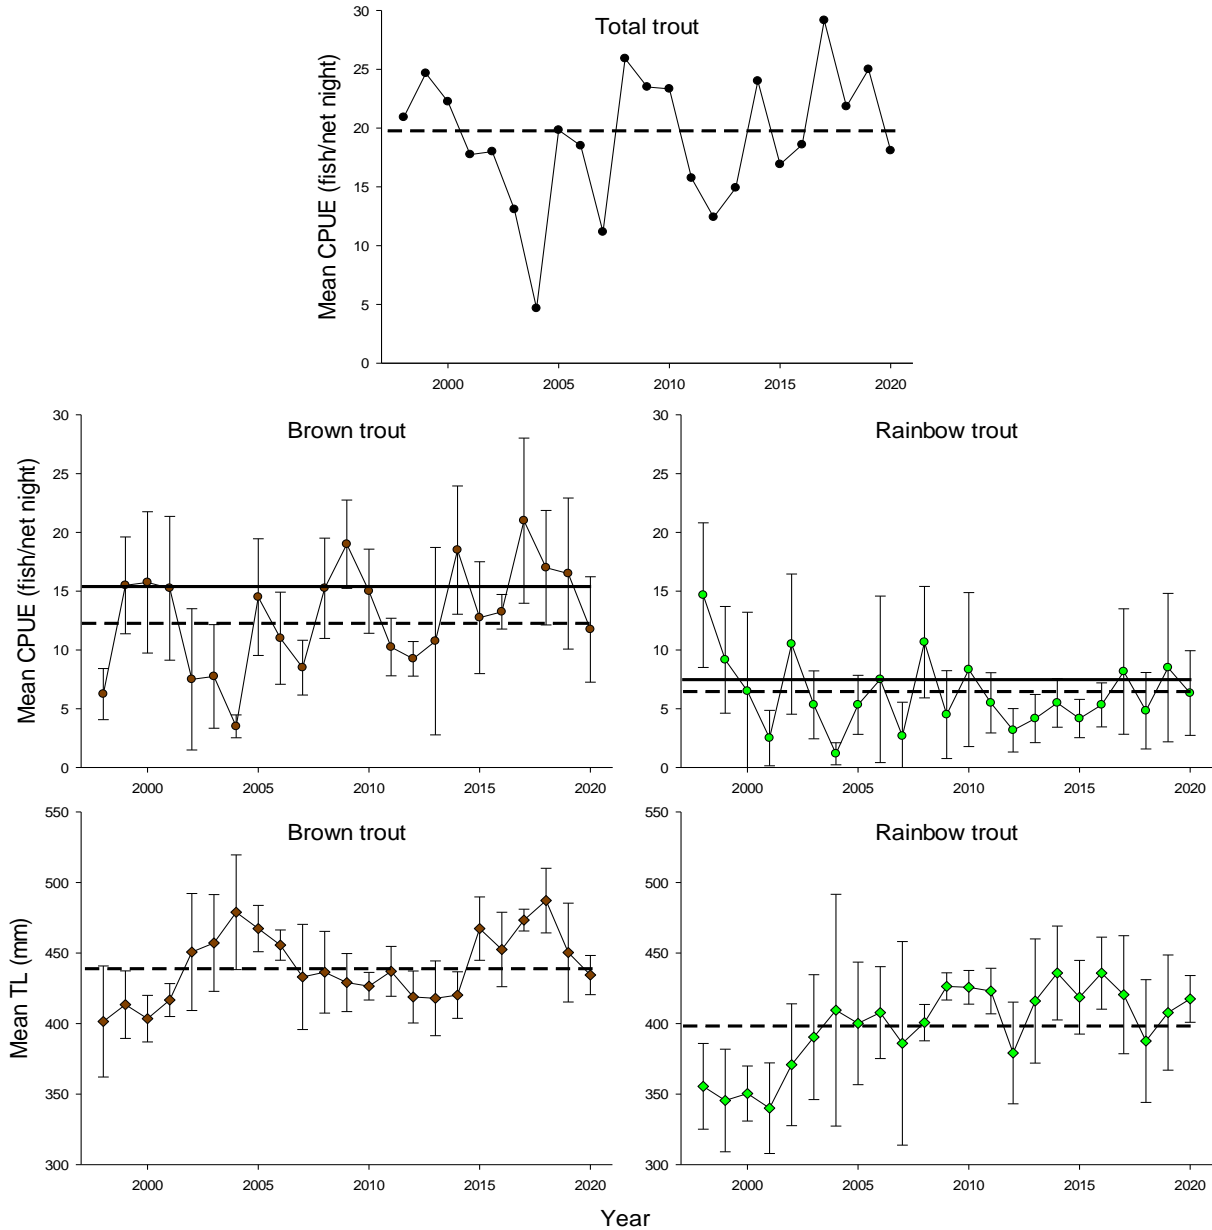 Total trout
Mean CPUE (fish/net night)
30
25
20
15
10
5
0
2000 2005 2010 2015 2020
Brown trout
Mean CPUE (fish/net night)
30
25
20
15
10
5
0
2000 2005 2010 2015 2020
Rainbow trout
30
25
20
15
10
5
0
2000 2005 2010 2015 2020
Brown trout
Mean TL (mm)
550
500
450
400
350
300
2000 2005 2010 2015 2020
Rainbow trout
550
500
450
400
350
300
2000 2005 2010 2015 2020
Year